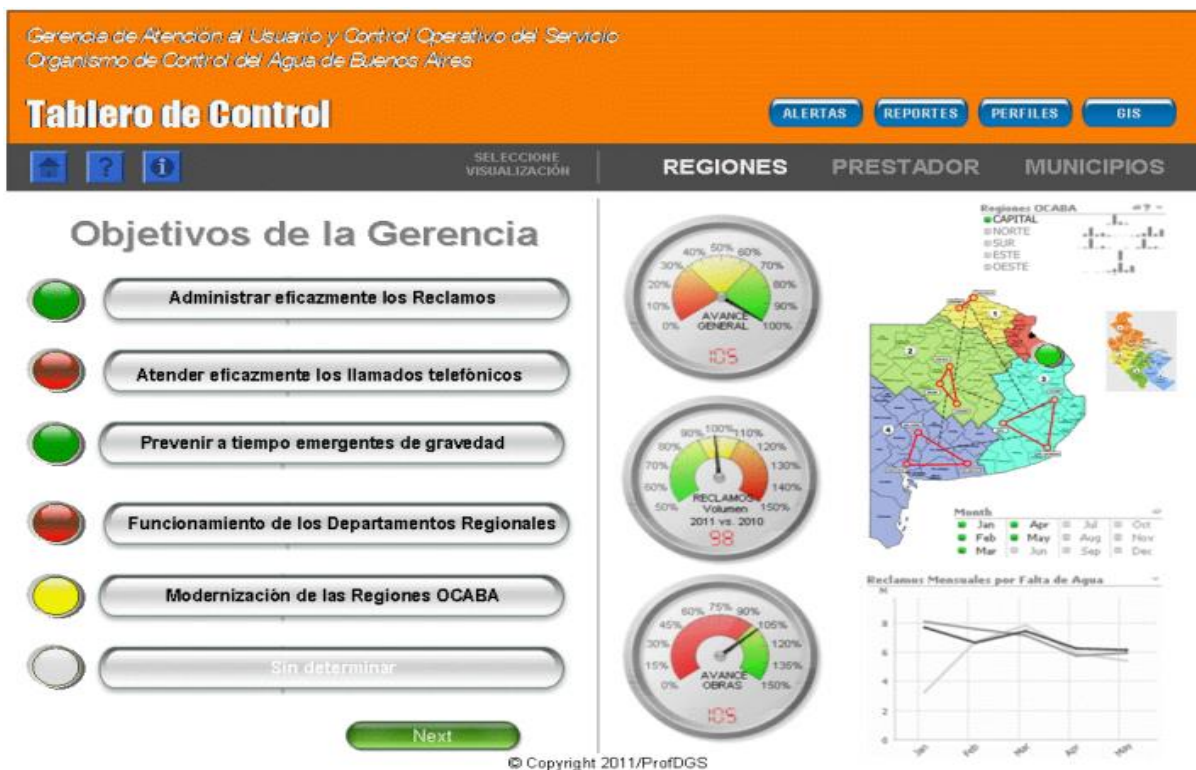 Gerencia de Atención al Usuario y Control Operativo del Servicio
Organismo de Control del Agua de Buenos Aires
Tablero de Control
ALERTAS
REPORTES
PERFILES
GIS
SELECCIONE
VISUALIZACIÓN
REGIONES
PRESTADOR
MUNICIPIOS
Objetivos de la Gerencia
Administrar eficazmente los Reclamos
Atender eficazmente los llamados telefónicos
Prevenir a tiempo emergentes de gravedad
Funcionamiento de los Departamentos Regionales
Modernización de las Regiones OCABA
Sin determinar
Next
0% 10% 20% 30% 40% 50% 60% 70% 80% 90% 100%
AVANCE
GENERAL
105
50% 60% 70% 80% 90% 100% 110% 120% 130% 140% 150%
RECLAMOS
Volumen
2011 vs. 2010
98
0% 15% 30% 45% 60% 75% 90% 105% 120% 135% 150%
AVANCE
OBRAS
105
Regiones OCABA
CAPITAL
NORTE
SUR
ESTE
OESTE
1
2
3
4
Month
Jan Apr Jul Oct
Feb May Aug Nov
Mar Jun Sep Dec
Reclamos Mensuales por Falta de Agua
8
6
4
2
0
Jan Feb Mar Apr May
© Copyright 2011/ProfDGS